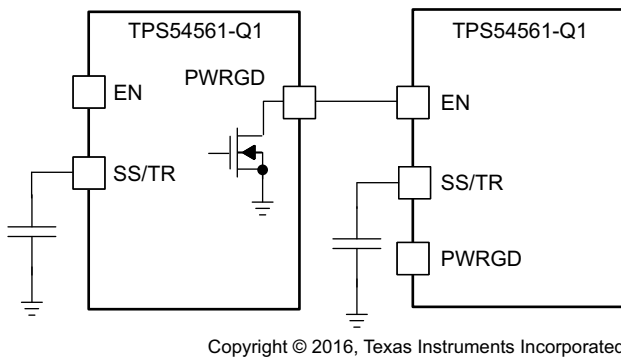 TPS54561-Q1
PWRGD
EN
SS/TR
TPS54561-Q1
EN
SS/TR
PWRGD
Copyright © 2016, Texas Instruments Incorporated